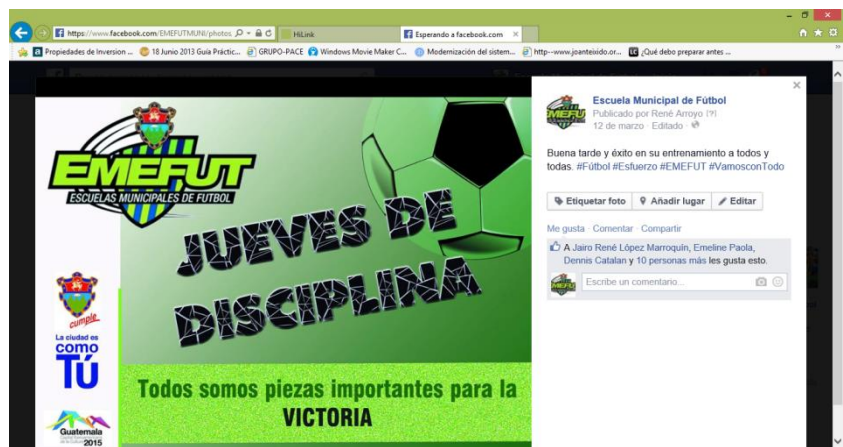 https://www.facebook.com/EMEFUTMUNI/photos
HiLink
Esperando a facebook.com
Propiedades de Inversion ...
18 Junio 2013 Guia Práctic...
GRUPO-PACE
Windows Movie Maker C...
Modernización del sistem...
http--www.joanteixido.or...
¿Qué debo preparar antes ...
EMEFUT
ESCUELAS MUNICIPALES DE FUTBOL
JUEVES DE
DISCIPLINA
cumple
La ciudad es
como
Tú
Guatemala
2015
Todos somos piezas importantes para la
VICTORIA
Escuela Municipal de Fútbol
Publicado por René Arroyo [?]
12 de marzo · Editado ·
Buena tarde y éxito en su entrenamiento a todos y
todas. #Fútbol #Esfuerzo #EMEFUT #VamosconTodo
Etiquetar foto
Añadir lugar
Editar
Me gusta · Comentar · Compartir
A Jairo René López Marroquín, Emeline Paola,
Dennis Catalan y 10 personas más les gusta esto.
Escribe un comentario...